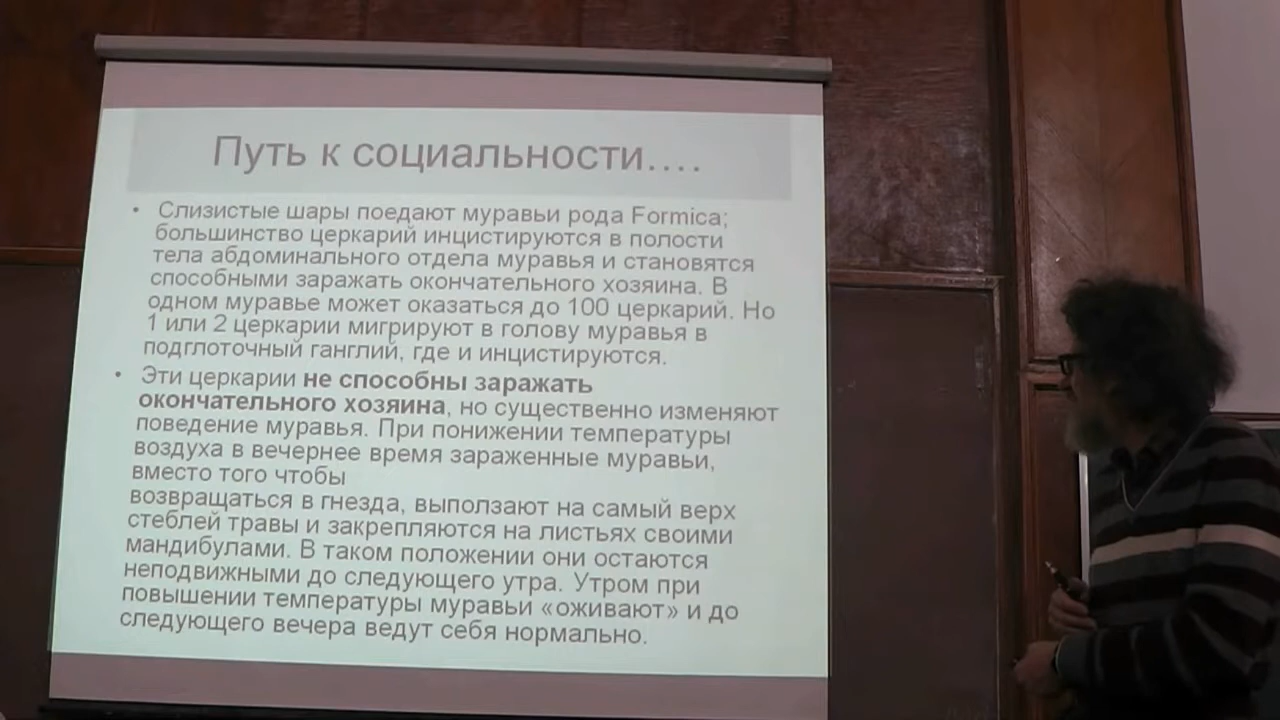 Путь к социальности....
• Слизистые шары поедают муравьи рода Formica;
большинство церкарий инцистируются в полости
тела абдоминального отдела муравья и становятся
способными заражать окончательного хозяина. В
одном муравье может оказаться до 100 церкарий. Но
1 или 2 церкарии мигрируют в голову муравья в
подглоточный ганглий, где и инцистируются.
• Эти церкарии не способны заражать
окончательного хозяина, но существенно изменяют
поведение муравья. При понижении температуры
воздуха в вечернее время зараженные муравьи,
вместо того чтобы
возвращаться в гнезда, выползают на самый верх
стеблей травы и закрепляются на листьях своими
мандибулами. В таком положении они остаются
неподвижными до следующего утра. Утром при
повышении температуры муравьи «оживают» и до
следующего вечера ведут себя нормально.